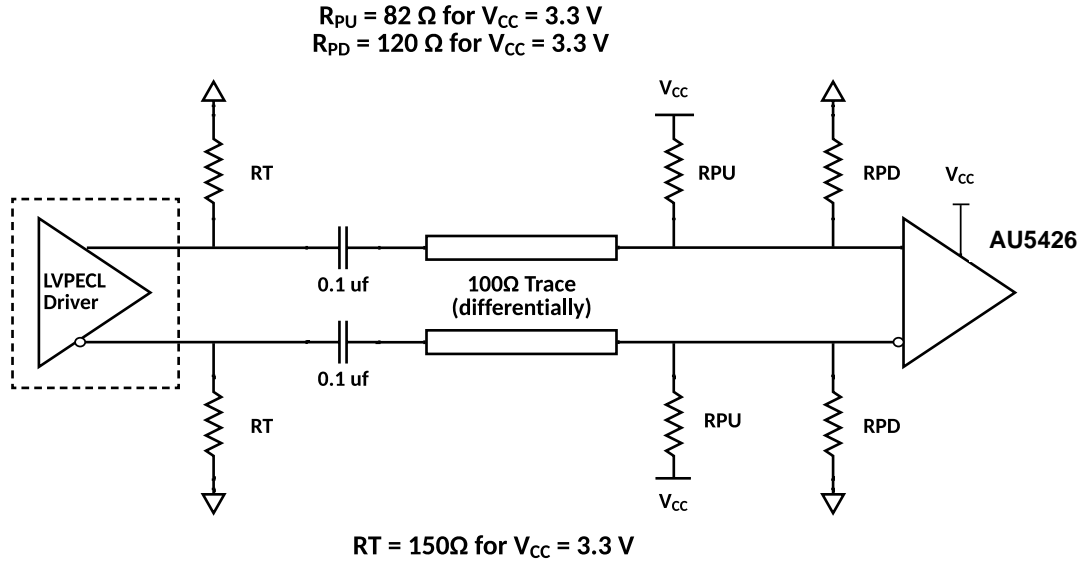 RPU = 82 Ω for VCC = 3.3 V
RPD = 120 Ω for VCC = 3.3 V
VCC
RT
RPU
RPD
VCC
AU5426
LVPECL
Driver
0.1 uf
100Ω Trace
(differentially)
0.1 uf
RT
RPU
RPD
VCC
RT = 150Ω for VCC = 3.3 V